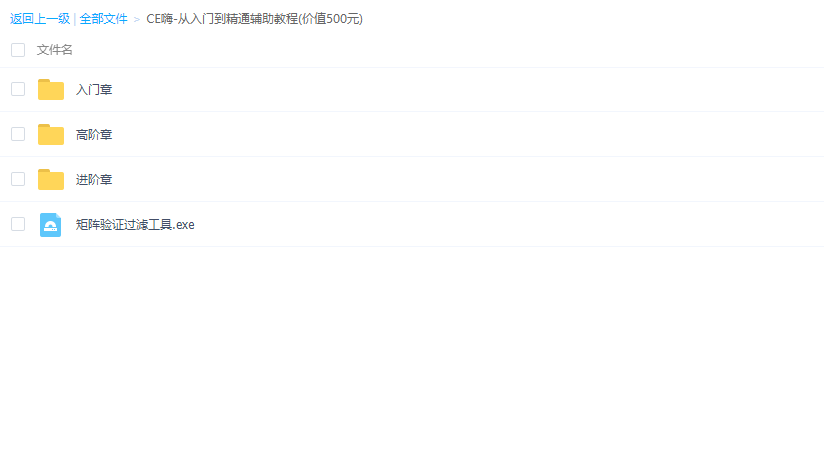 返回上一级 | 全部文件 > CE嗨-从入门到精通辅助教程(价值500元)
文件名
入门章
高阶章
进阶章
矩阵验证过滤工具.exe